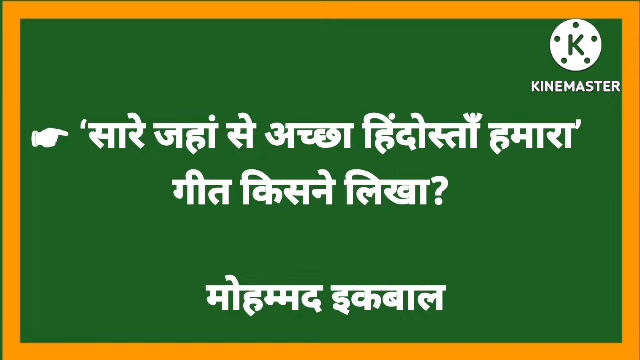 K
KINEMASTER
☛ ‘सारे जहां से अच्छा हिंदोस्ताँ हमारा’
गीत किसने लिखा?
मोहम्मद इकबाल